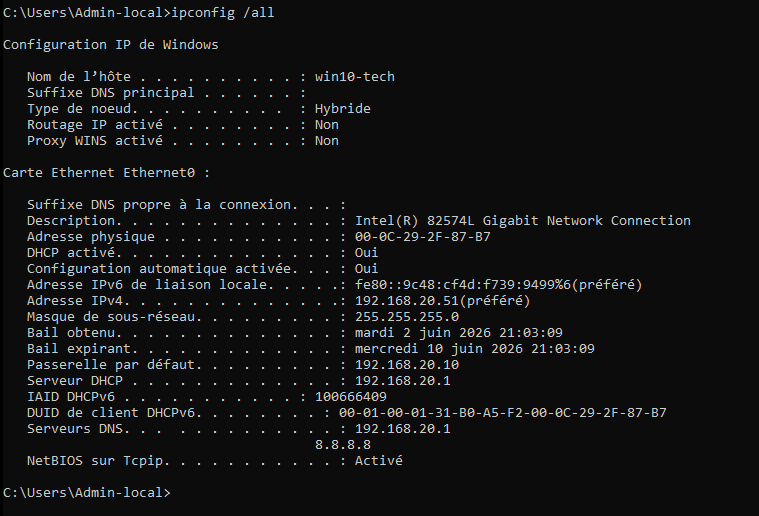 C:\Users\Admin-local>ipconfig /all
Configuration IP de Windows
Nom de l’hôte . . . . . . . . . . : win10-tech
Suffixe DNS principal . . . . . . :
Type de noeud. . . . . . . . . .  : Hybride
Routage IP activé . . . . . . . . : Non
Proxy WINS activé . . . . . . . . : Non
Carte Ethernet Ethernet0 :
Suffixe DNS propre à la connexion. . . :
Description. . . . . . . . . . . . . . : Intel(R) 82574L Gigabit Network Connection
Adresse physique . . . . . . . . . . . : 00-0C-29-2F-87-B7
DHCP activé. . . . . . . . . . . . . . : Oui
Configuration automatique activée. . . : Oui
Adresse IPv6 de liaison locale. . . . .: fe80::9c48:cf4d:f739:9499%6(préféré)
Adresse IPv4. . . . . . . . . . . . . .: 192.168.20.51(préféré)
Masque de sous-réseau. . . . . . . . . : 255.255.255.0
Bail obtenu. . . . . . . . . . . . . . : mardi 2 juin 2026 21:03:09
Bail expirant. . . . . . . . . . . . . : mercredi 10 juin 2026 21:03:09
Passerelle par défaut. . . . . . . . . : 192.168.20.10
Serveur DHCP . . . . . . . . . . . . . : 192.168.20.1
IAID DHCPv6 . . . . . . . . . . . : 100666409
DUID de client DHCPv6. . . . . . . . : 00-01-00-01-31-B0-A5-F2-00-0C-29-2F-87-B7
Serveurs DNS. . .  . . . . . . . . . . : 192.168.20.1
8.8.8.8
NetBIOS sur Tcpip. . . . . . . . . . . : Activé
C:\Users\Admin-local>